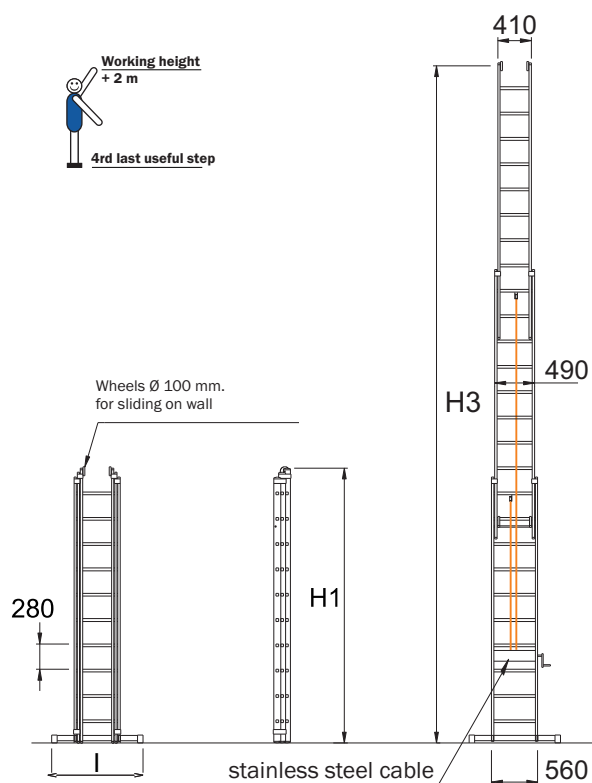 410
Working height
+ 2 m
4rd last useful step
490
H3
Wheels Ø 100 mm.
for sliding on wall
H1
280
I
stainless steel cable
560